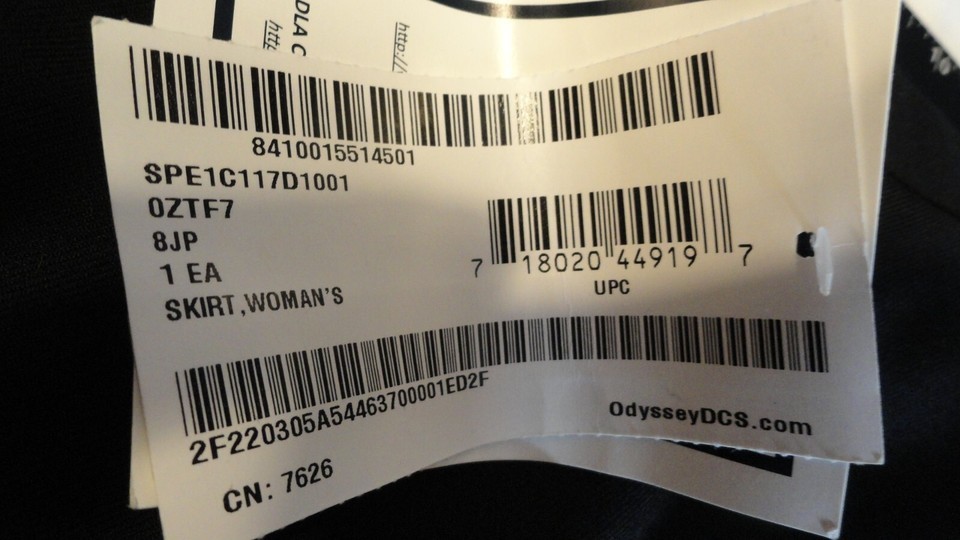 DLA C
http://
8410015514501
SPE1C117D1001
0ZTF7
8JP
1 EA
SKIRT,WOMAN'S
7 18020 44919 7
UPC
2F220305A54463700001ED2F
OdysseyDCS.com
CN: 7626